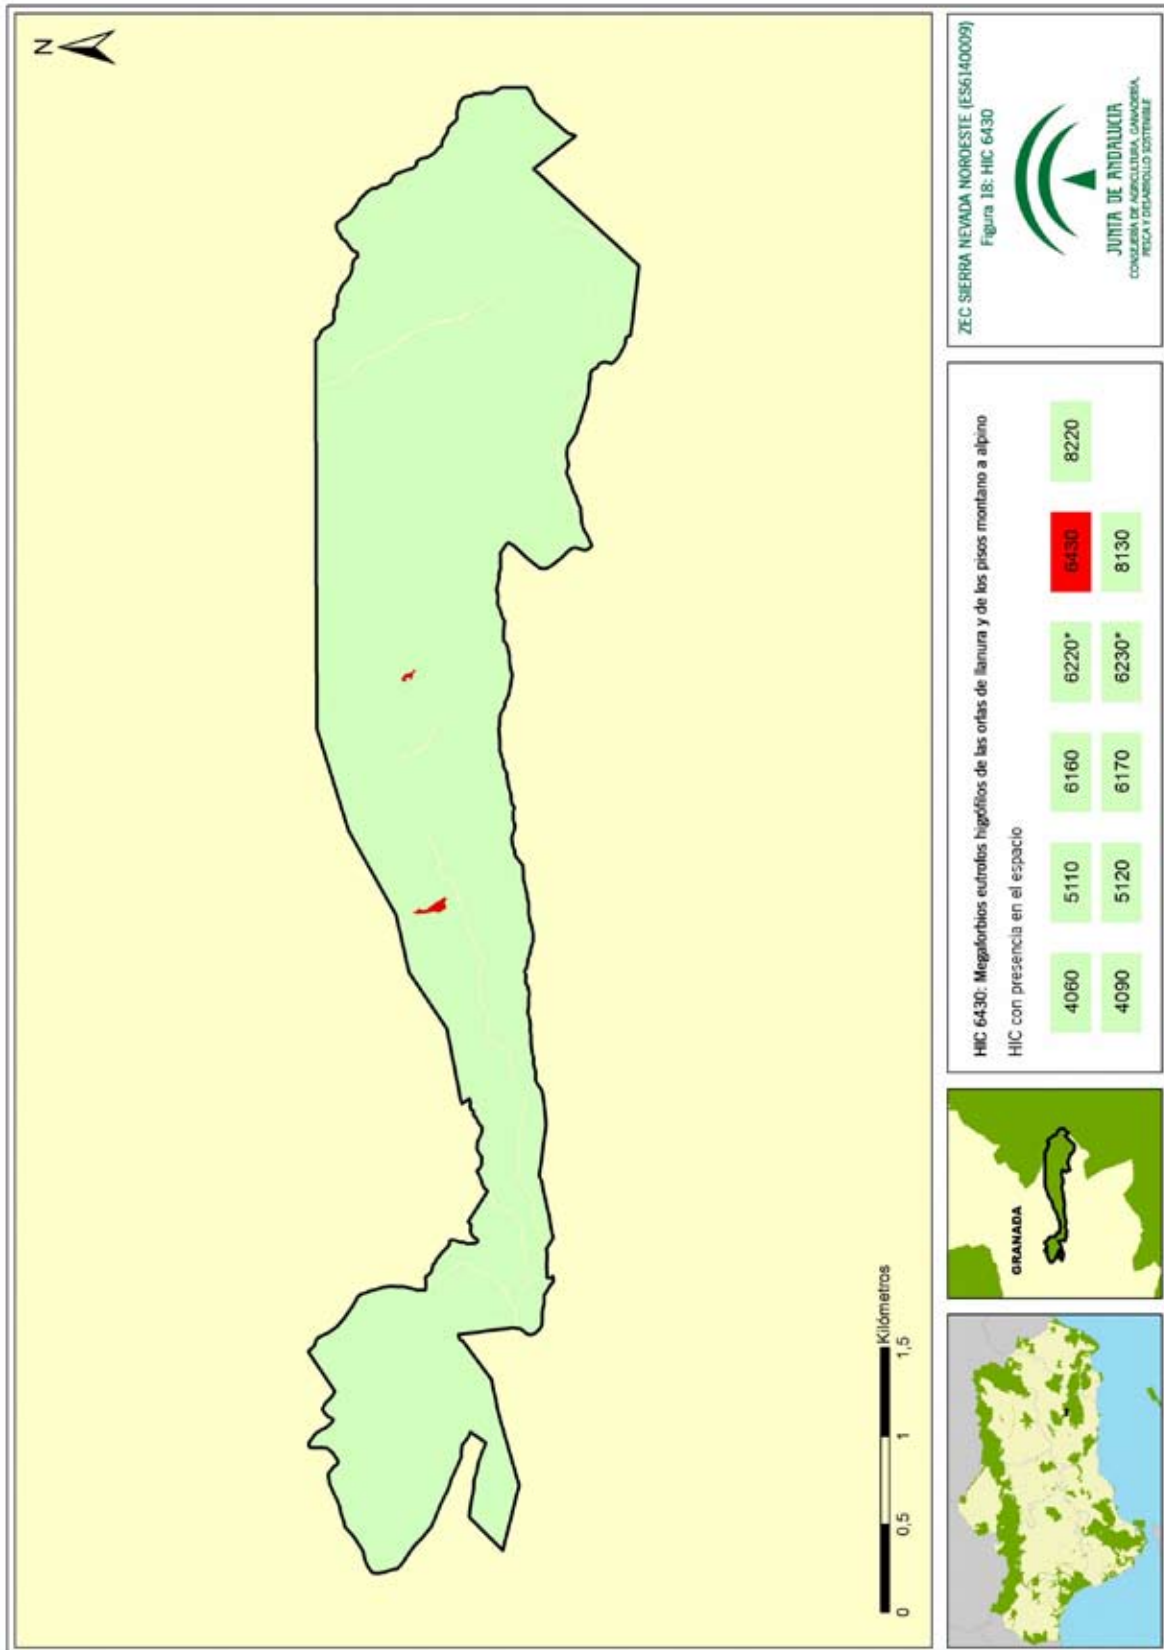 N
Kilómetros
0
0,5
1
1,5
GRANADA
HIC 6430: Megaforbios eutrofos higrófilos de las orlas de llanura y de los pisos montano a alpino
HIC con presencia en el espacio
4060
5110
6160
6220*
6430
8220
4090
5120
6170
6230*
8130
ZEC SIERRA NEVADA NOROESTE (ES6140009)
Figura 18: HIC 6430
JUNTA DE ANDALUCIA
CONSEJERÍA DE AGRICULTURA, GANADERÍA,
PESCA Y DESARROLLO SOSTENIBLE